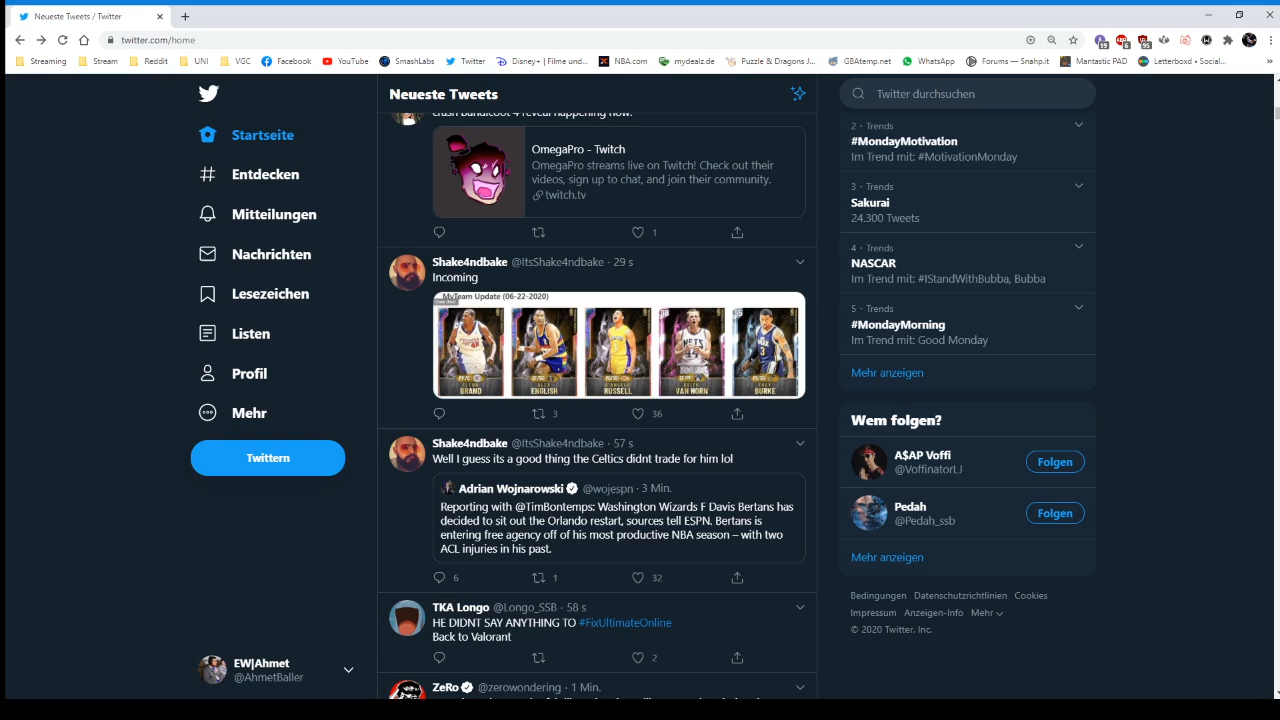 Neueste Tweets / Twitter
twitter.com/home
19
6
95
Streaming
Stream
Reddit
UNI
VGC
Facebook
YouTube
SmashLabs
Twitter
Disney+ | Filme und...
NBA.com
mydealz.de
Puzzle & Dragons J...
GBAtemp.net
WhatsApp
Forums — Snahp.it
Mantastic PAD
Letterboxd • Social...
Startseite
Entdecken
Mitteilungen
Nachrichten
Lesezeichen
Listen
Profil
Mehr
Twittern
EW|Ahmet
@AhmetBaller
Neueste Tweets
crash bandicoot 4 reveal happening now.
OmegaPro - Twitch
OmegaPro streams live on Twitch! Check out their
videos, sign up to chat, and join their community.
twitch.tv
1
Shake4ndbake @ItsShake4ndbake · 29 s
Incoming
MyTeam Update (06-22-2020)
BRAND
ENGLISH
RUSSELL
VAN HORN
BURKE
3
36
Shake4ndbake @ItsShake4ndbake · 57 s
Well I guess its a good thing the Celtics didnt trade for him lol
Adrian Wojnarowski @wojespn · 3 Min.
Reporting with @TimBontemps: Washington Wizards F Davis Bertans has
decided to sit out the Orlando restart, sources tell ESPN. Bertans is
entering free agency off of his most productive NBA season – with two
ACL injuries in his past.
6
1
32
TKA Longo @Longo_SSB · 58 s
HE DIDNT SAY ANYTHING TO #FixUltimateOnline
Back to Valorant
2
ZeRo @zerowondering · 1 Min.
Twitter durchsuchen
2 · Trends
#MondayMotivation
Im Trend mit: #MotivationMonday
3 · Trends
Sakurai
24.300 Tweets
4 · Trends
NASCAR
Im Trend mit: #IStandWithBubba, Bubba
5 · Trends
#MondayMorning
Im Trend mit: Good Monday
Mehr anzeigen
Wem folgen?
A$AP Voffi
@VoffinatorLJ
Folgen
Pedah
@Pedah_ssb
Folgen
Mehr anzeigen
Bedingungen Datenschutzrichtlinien Cookies
Impressum Anzeigen-Info Mehr
© 2020 Twitter, Inc.